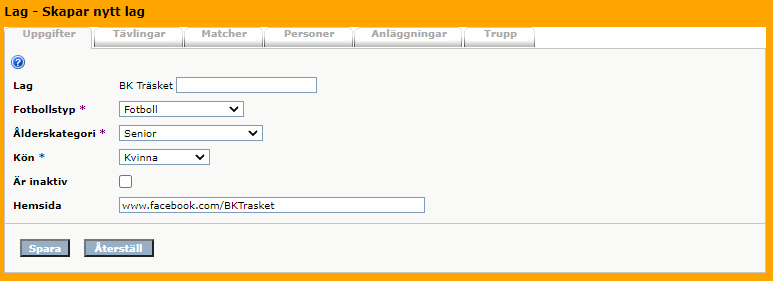 Lag - Skapar nytt lag
Uppgifter Tävlingar Matcher Personer Anläggningar Trupp
?
Lag BK Träsket
Fotbollstyp * Fotboll
Ålderskategori * Senior
Kön * Kvinna
Är inaktiv
Hemsida www.facebook.com/BKTrasket
Spara Återställ